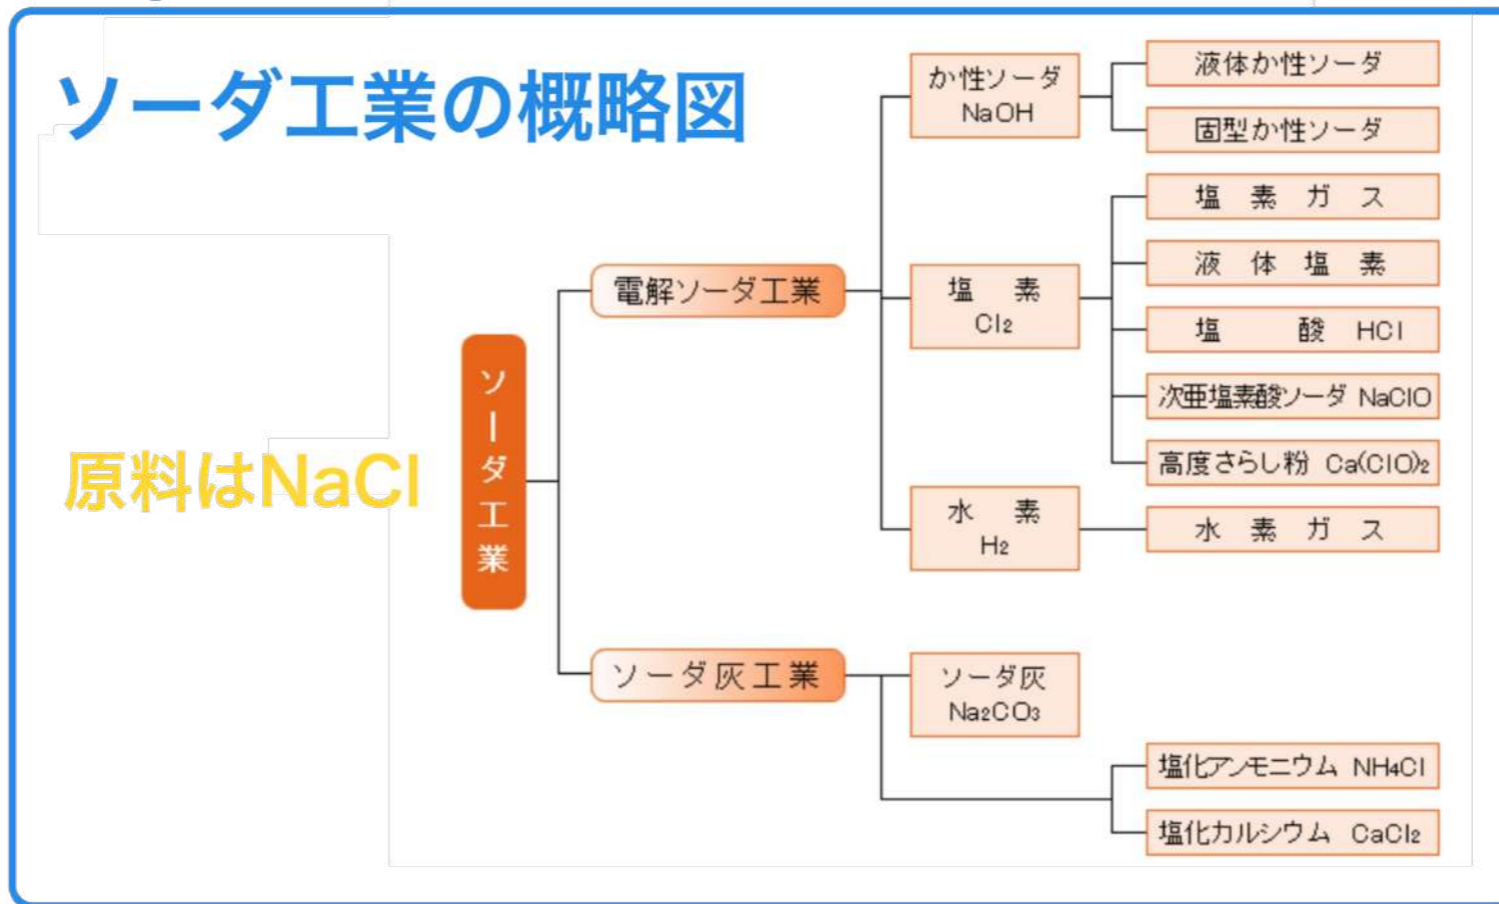 ソーダ工業の概略図
原料はNaCl
ソーダ工業
電解ソーダ工業
か性ソーダ
NaOH
液体か性ソーダ
固型か性ソーダ
塩素
Cl₂
塩素ガス
液体塩素
塩酸 HCl
次亜塩素酸ソーダ NaClO
高度さらし粉 Ca(ClO)₂
水素
H₂
水素ガス
ソーダ灰工業
ソーダ灰
Na₂CO₃
塩化アンモニウム NH₄Cl
塩化カルシウム CaCl₂